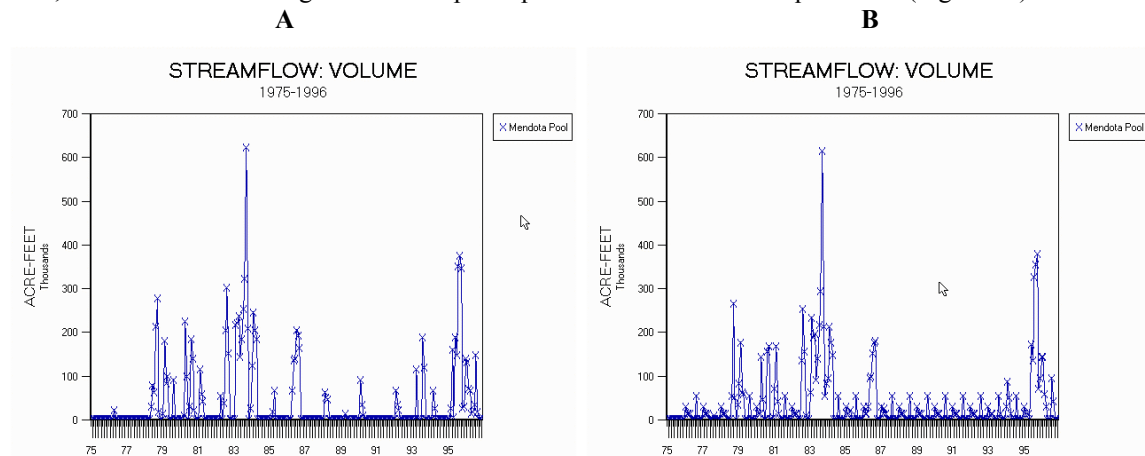 A
B
STREAMFLOW: VOLUME
1975-1996
700
600
500
400
300
200
100
0
ACRE-FEET
Thousands
75 77 79 81 83 85 87 89 91 93 95
Mendota Pool
STREAMFLOW: VOLUME
1975-1996
700
600
500
400
300
200
100
0
ACRE-FEET
Thousands
75 77 79 81 83 85 87 89 91 93 95
Mendota Pool